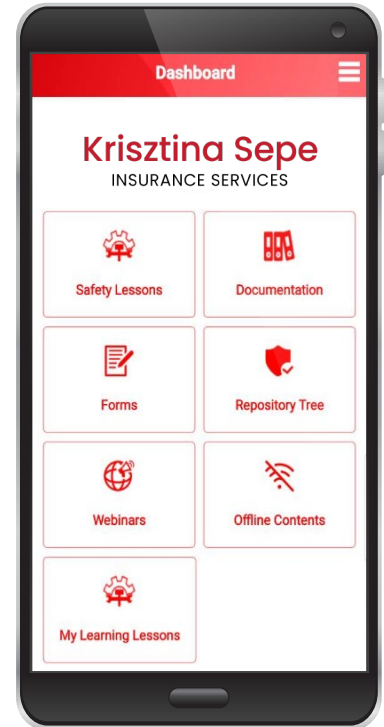 Dashboard
Krisztina Sepe
INSURANCE SERVICES
Safety Lessons
Documentation
Forms
Repository Tree
Webinars
Offline Contents
My Learning Lessons